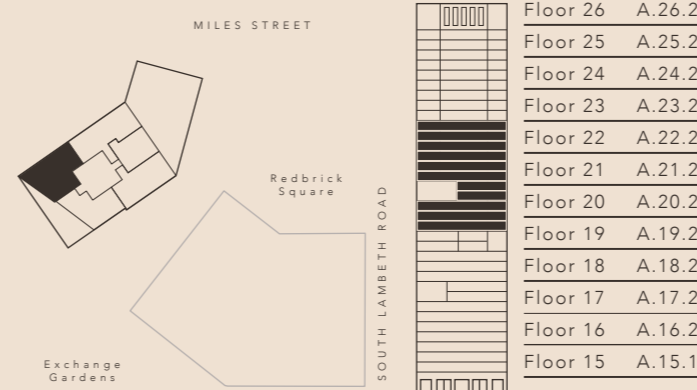 MILES STREET
Redbrick
Square
SOUTH LAMBETH ROAD
Exchange
Gardens
Floor 26 A.26.2
Floor 25 A.25.2
Floor 24 A.24.2
Floor 23 A.23.2
Floor 22 A.22.2
Floor 21 A.21.2
Floor 20 A.20.2
Floor 19 A.19.2
Floor 18 A.18.2
Floor 17 A.17.2
Floor 16 A.16.2
Floor 15 A.15.1